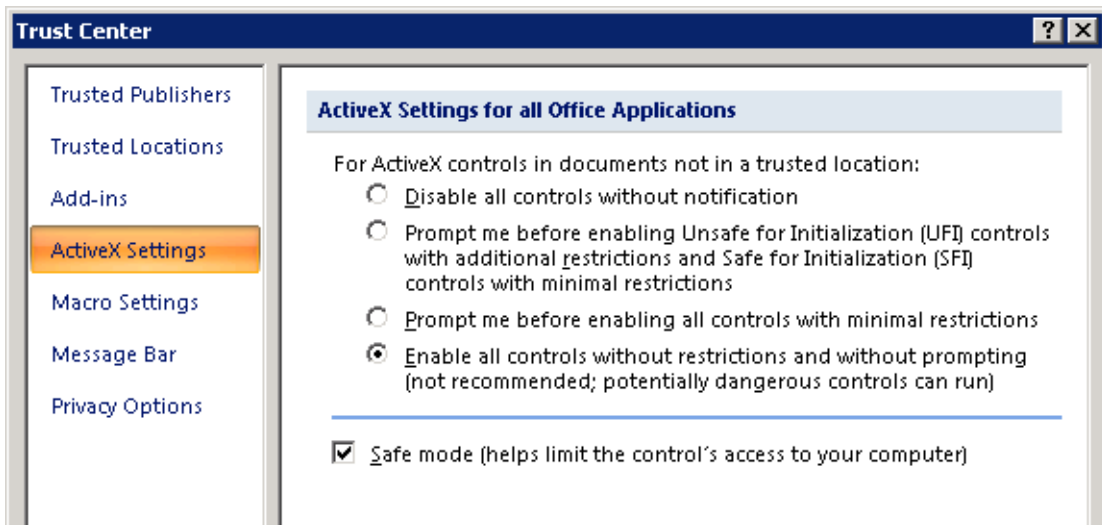 Trust Center
Trusted Publishers
Trusted Locations
Add-ins
ActiveX Settings
Macro Settings
Message Bar
Privacy Options
ActiveX Settings for all Office Applications
For ActiveX controls in documents not in a trusted location:
Disable all controls without notification
Prompt me before enabling Unsafe for Initialization (UFI) controls
with additional restrictions and Safe for Initialization (SFI)
controls with minimal restrictions
Prompt me before enabling all controls with minimal restrictions
Enable all controls without restrictions and without prompting
(not recommended; potentially dangerous controls can run)
Safe mode (helps limit the control's access to your computer)